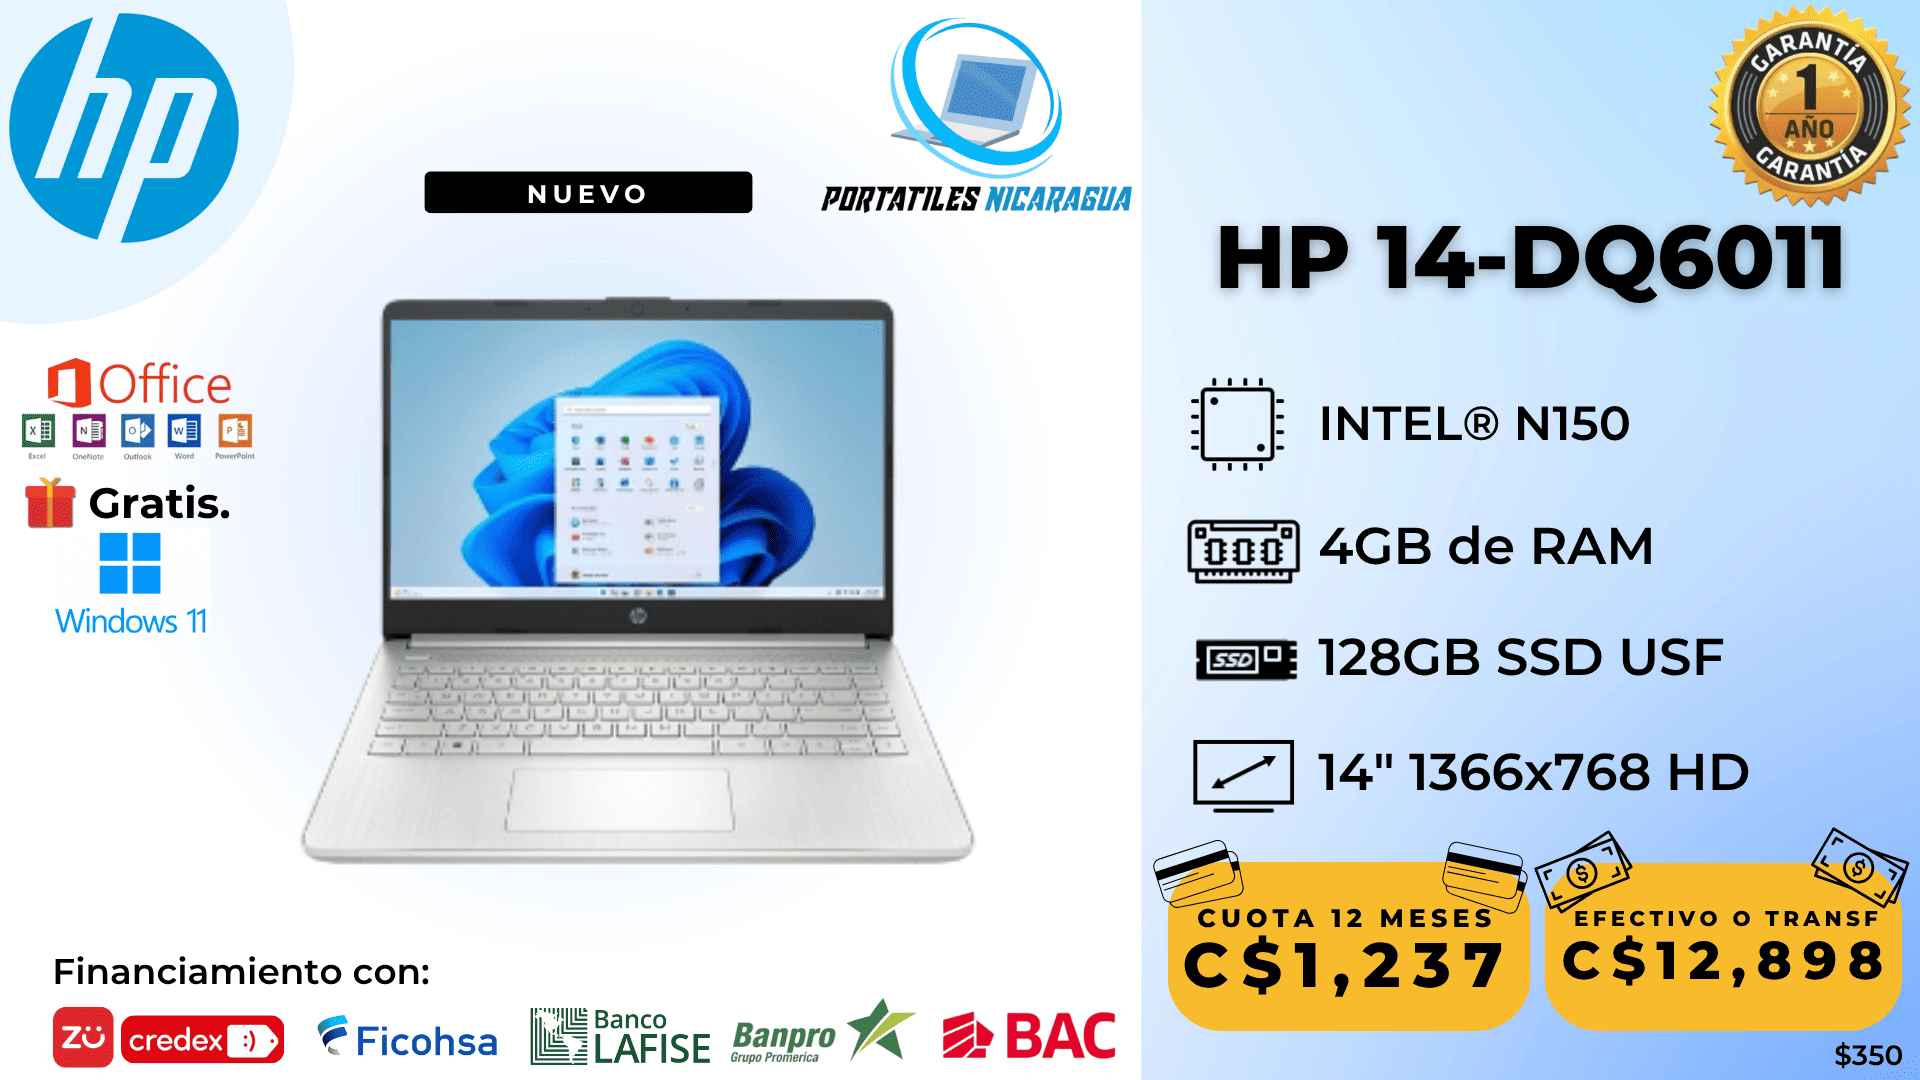 hp
NUEVO
PORTATILES NICARAGUA
GARANTÍA
1
AÑO
GARANTÍA
HP 14-DQ6011
Office
Excel
OneNote
Outlook
Word
PowerPoint
Gratis.
Windows 11
INTEL® N150
4GB de RAM
SSD
128GB SSD USF
14" 1366x768 HD
CUOTA 12 MESES
C$1,237
EFECTIVO O TRANSF
C$12,898
Financiamiento con:
ZU
credex :)
Ficohsa
Banco
LAFISE
Banpro
Grupo Promerica
BAC
$350